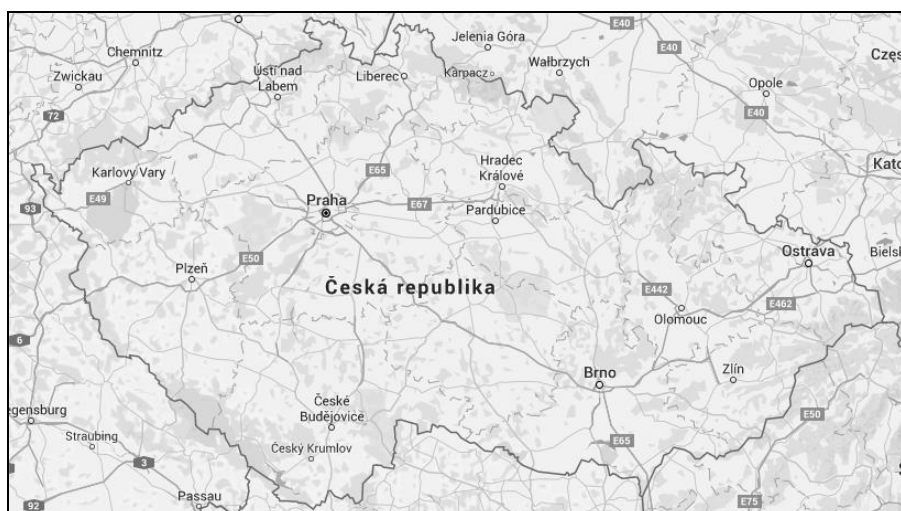 Jelenia Góra
E40
E40
Chemnitz
Wałbrzych
Częs
Zwickau
Ústí nad
Labem
Liberec
Karpacz
Opole
72
E40
Karlovy Vary
E65
Hradec
Králové
Kato
E49
93
Praha
E67
Pardubice
E50
Plzeň
Ostrava
Bielsk
Česká republika
E442
E462
Olomouc
6
Brno
Zlín
egensburg
České
Budějovice
E50
Straubing
Český Krumlov
E65
3
Passau
92
E75
S